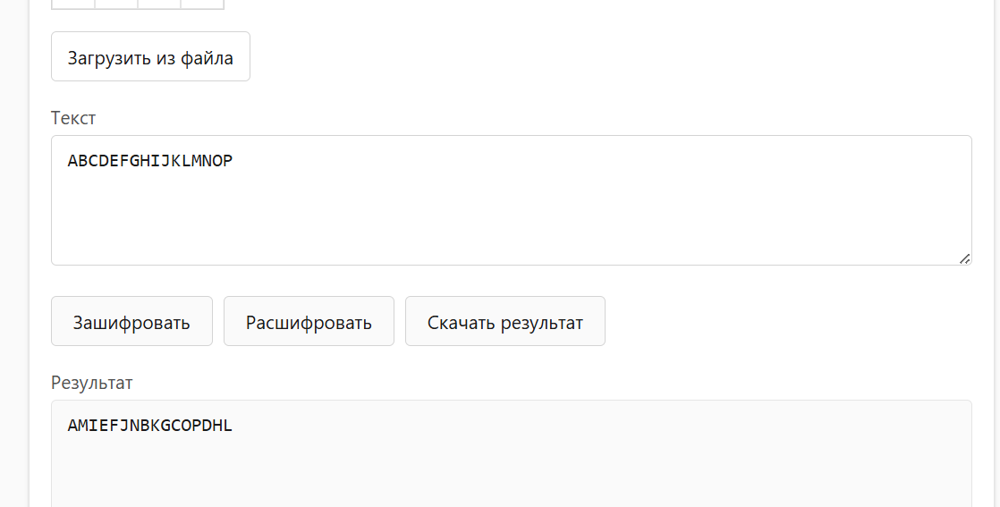 Загрузить из файла
Текст
ABCDEFGHIJKLMNOP
Зашифровать Расшифровать Скачать результат
Результат
AMIEFJNBKGCOPDHL